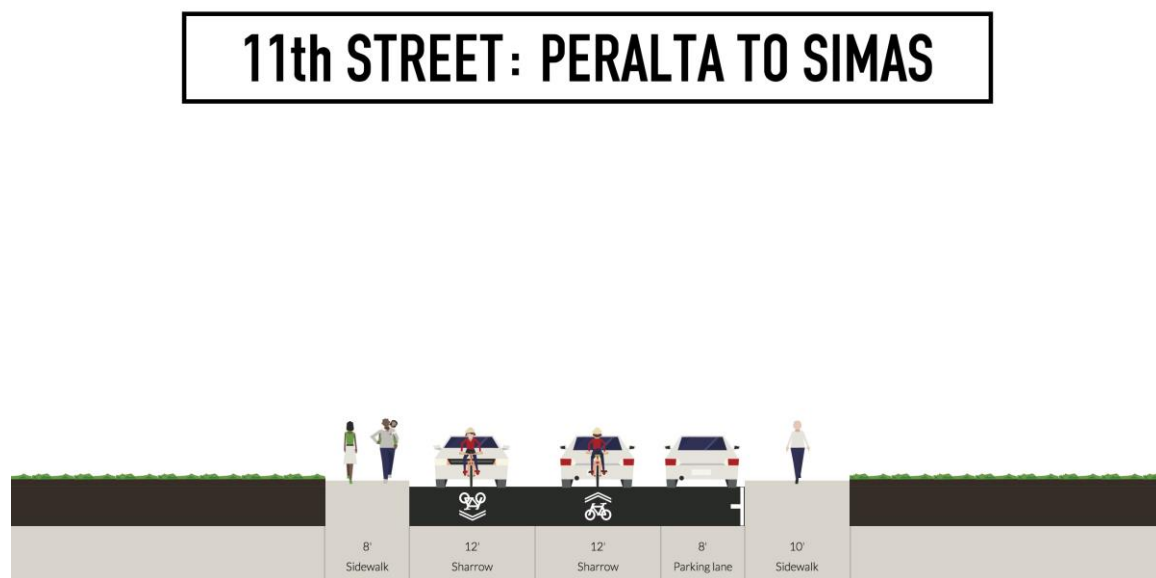 11th STREET: PERALTA TO SIMAS
8' 12' 12' 8' 10'
Sidewalk Sharrow Sharrow Parking lane Sidewalk